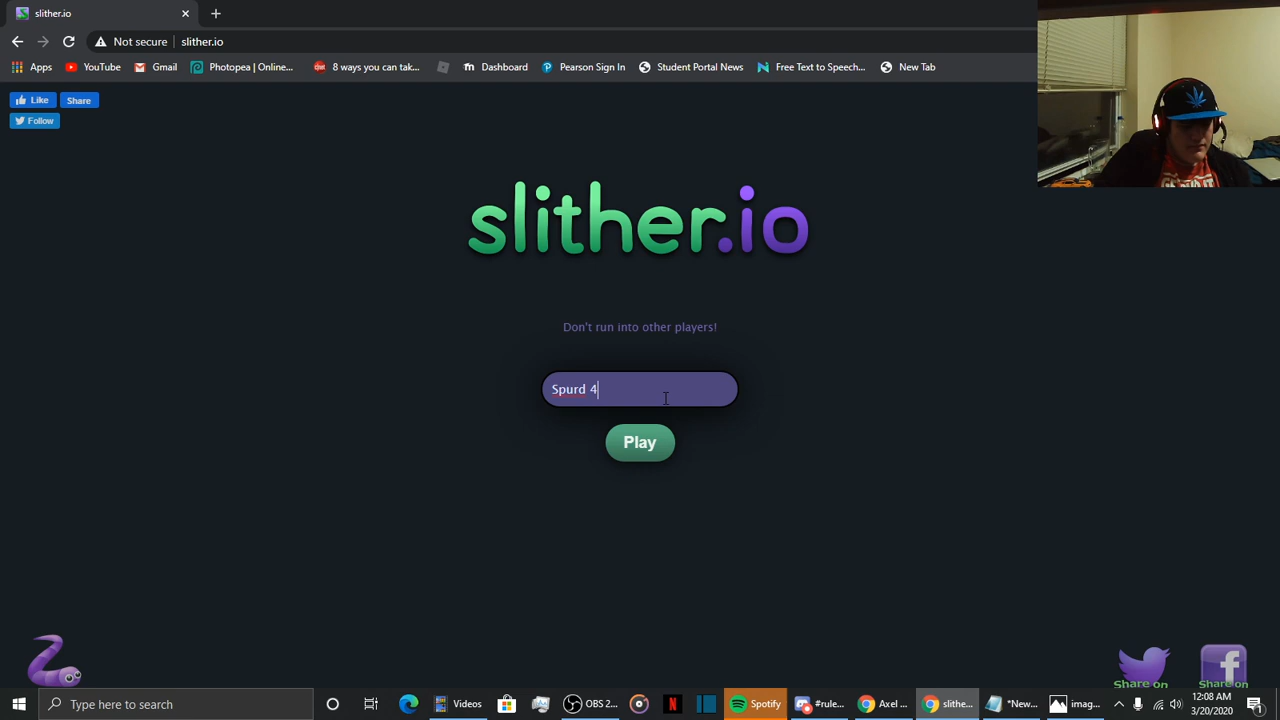 slither.io
Not secure
slither.io
Apps
YouTube
Gmail
Photopea | Online...
cnet
8 ways you can tak...
Dashboard
Pearson Sign In
Student Portal News
Free Text to Speech...
New Tab
Like
Share
Follow
slither.io
Don't run into other players!
Spurd 4
Play
Share on
Share on
Type here to search
Videos
OBS 2...
Spotify
#rule...
Axel ...
slithe...
*New...
imag...
12:08 AM
3/20/2020